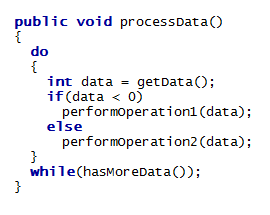 public void processData()
{
  do
  {
    int data = getData();
    if(data < 0)
      performOperation1(data);
    else
      performOperation2(data);
  }
  while(hasMoreData());
}